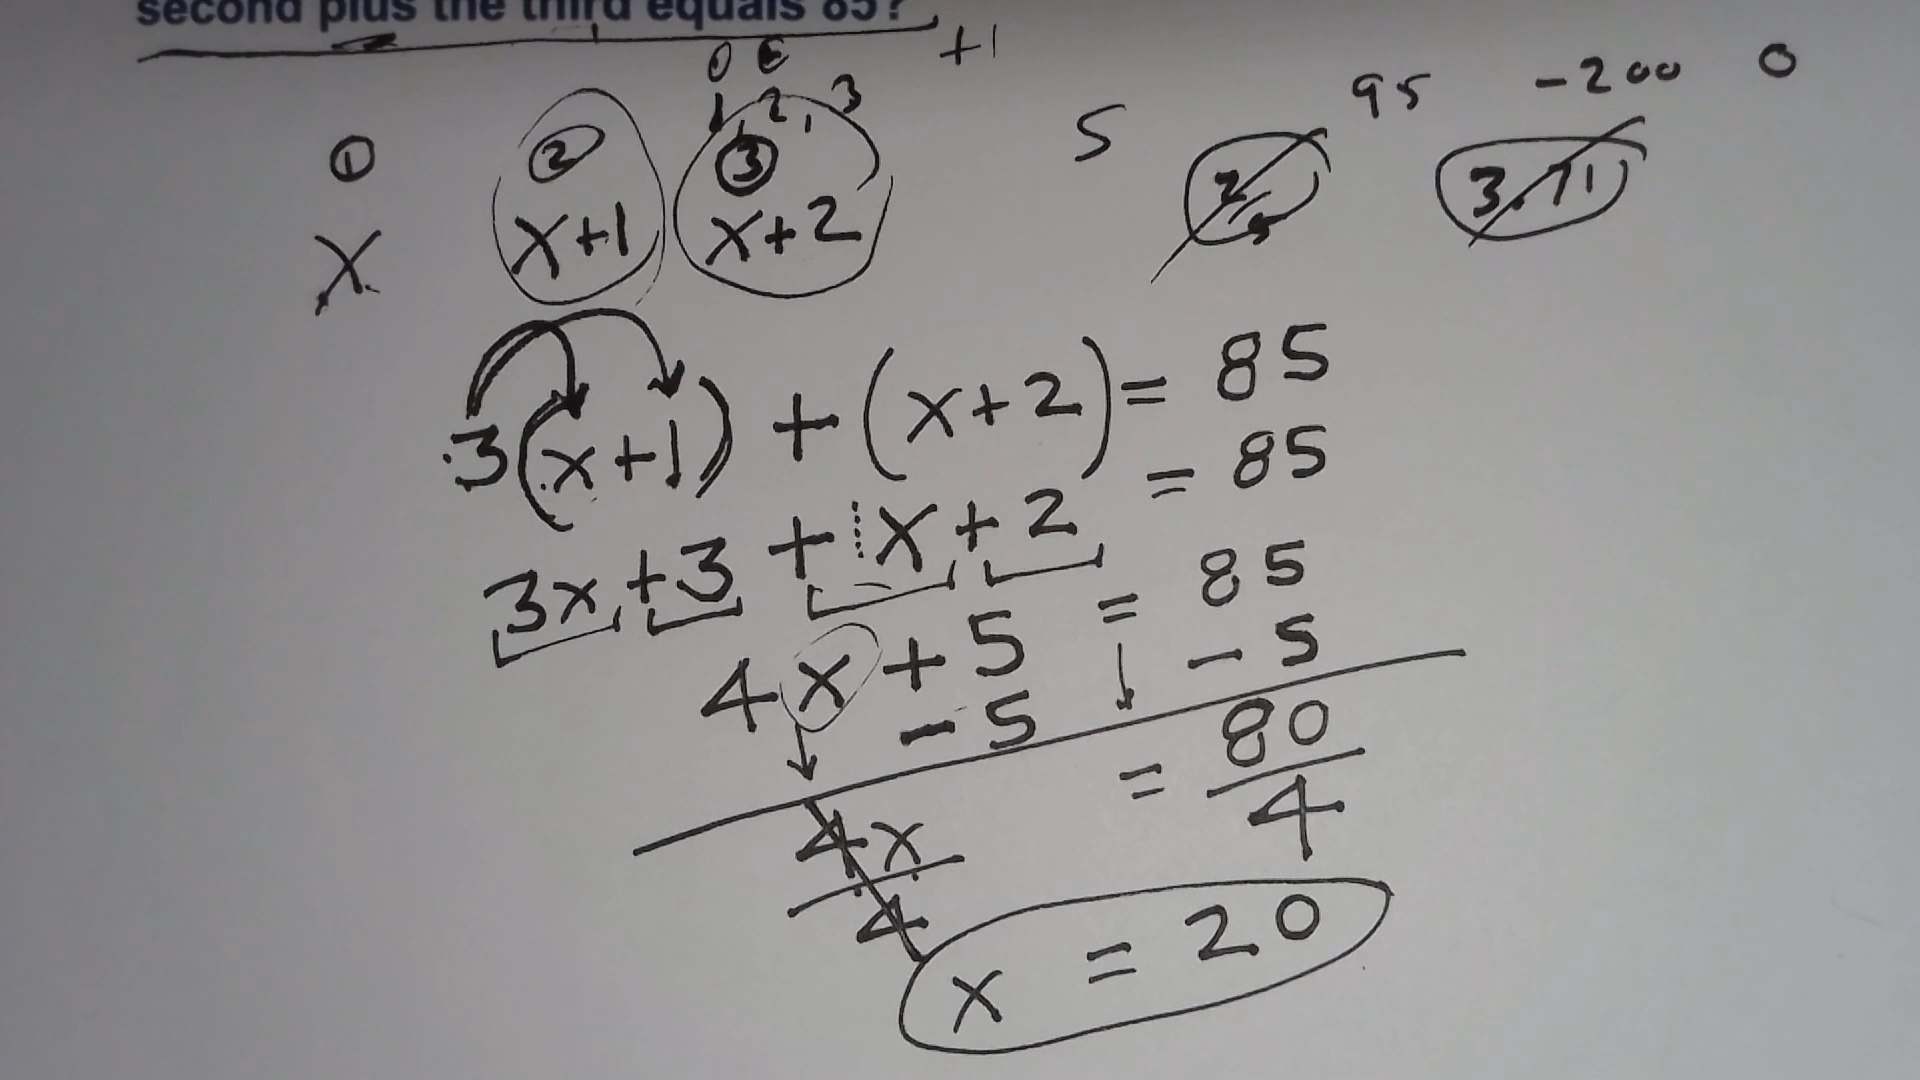 second plus the third equals 85?
+1
O E
1, 2, 3
5 95 -200 0
① ② ③ 3.71
x x+1 x+2
3(x+1) + (x+2) = 85
3x + 3 + 1x + 2 = 85
4x + 5 = 85
- 5 - 5
4x = 80
4 4
x = 20